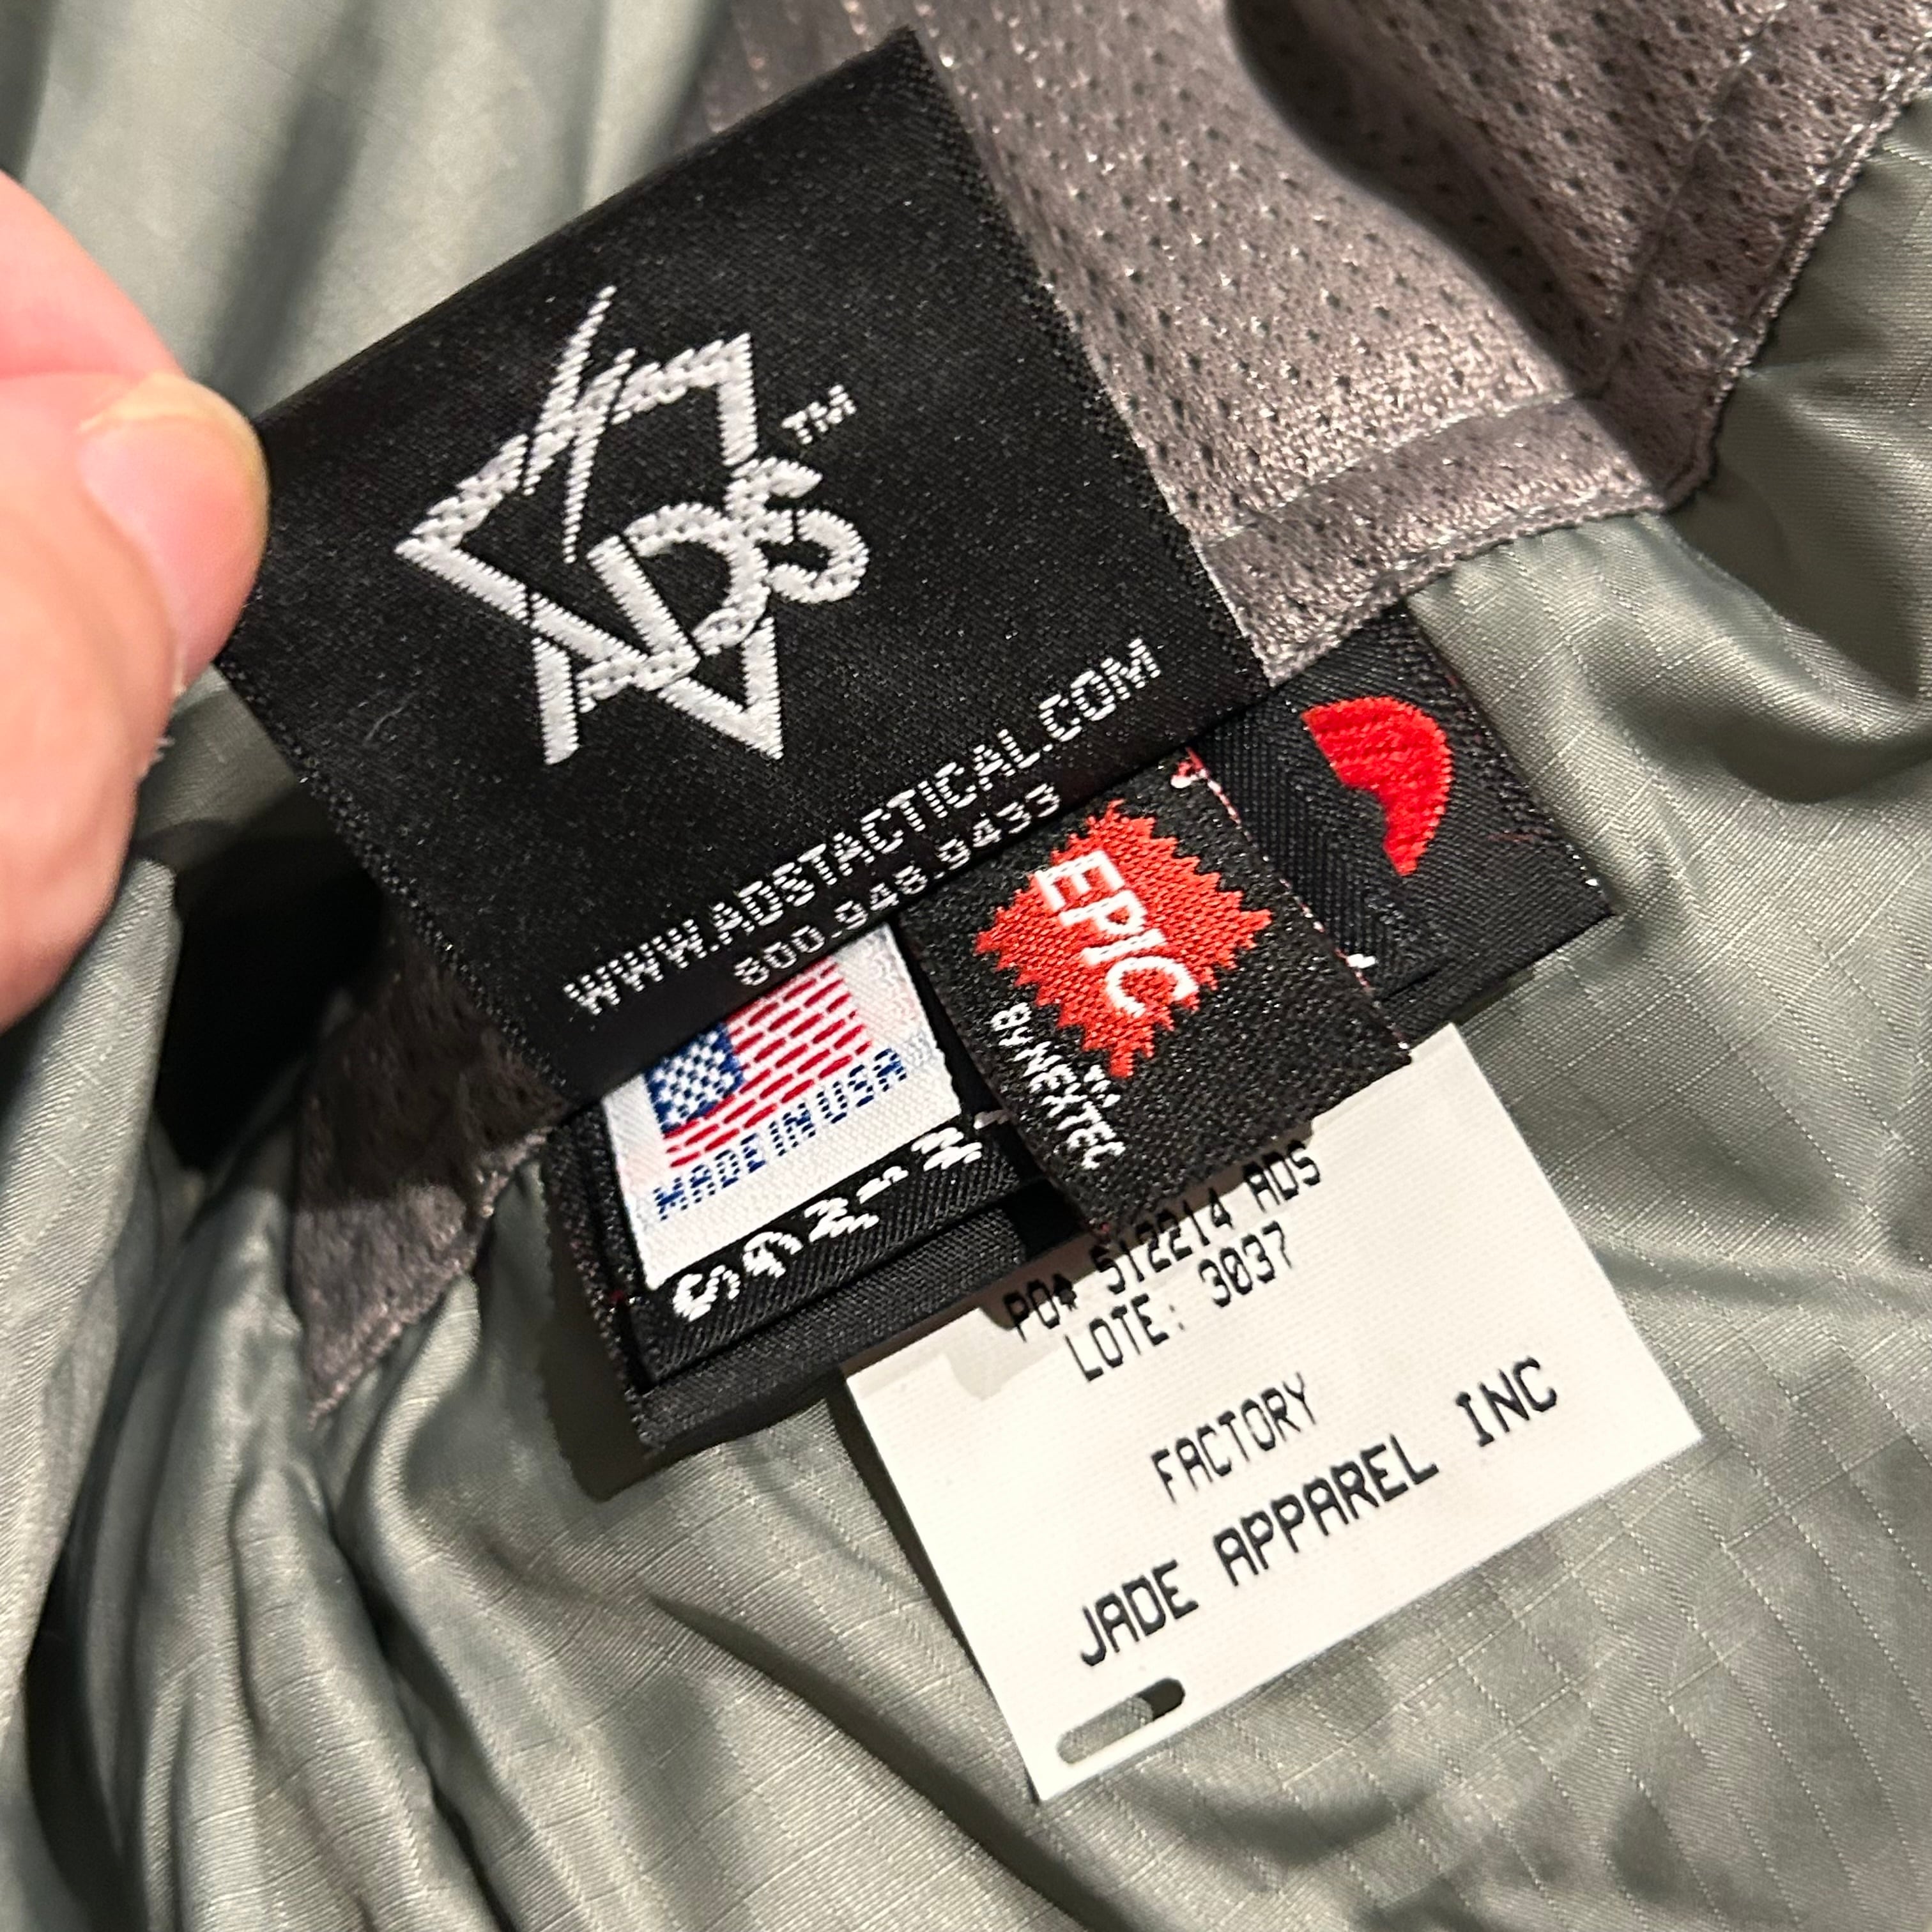 ADS™
WWW.ADSTACTICAL.COM
800.948.9433
EPIC
™
BY NEXTEC
MADE IN USA
PO# 512214 ADS
LOTE: 3037
FACTORY
JADE APPAREL INC